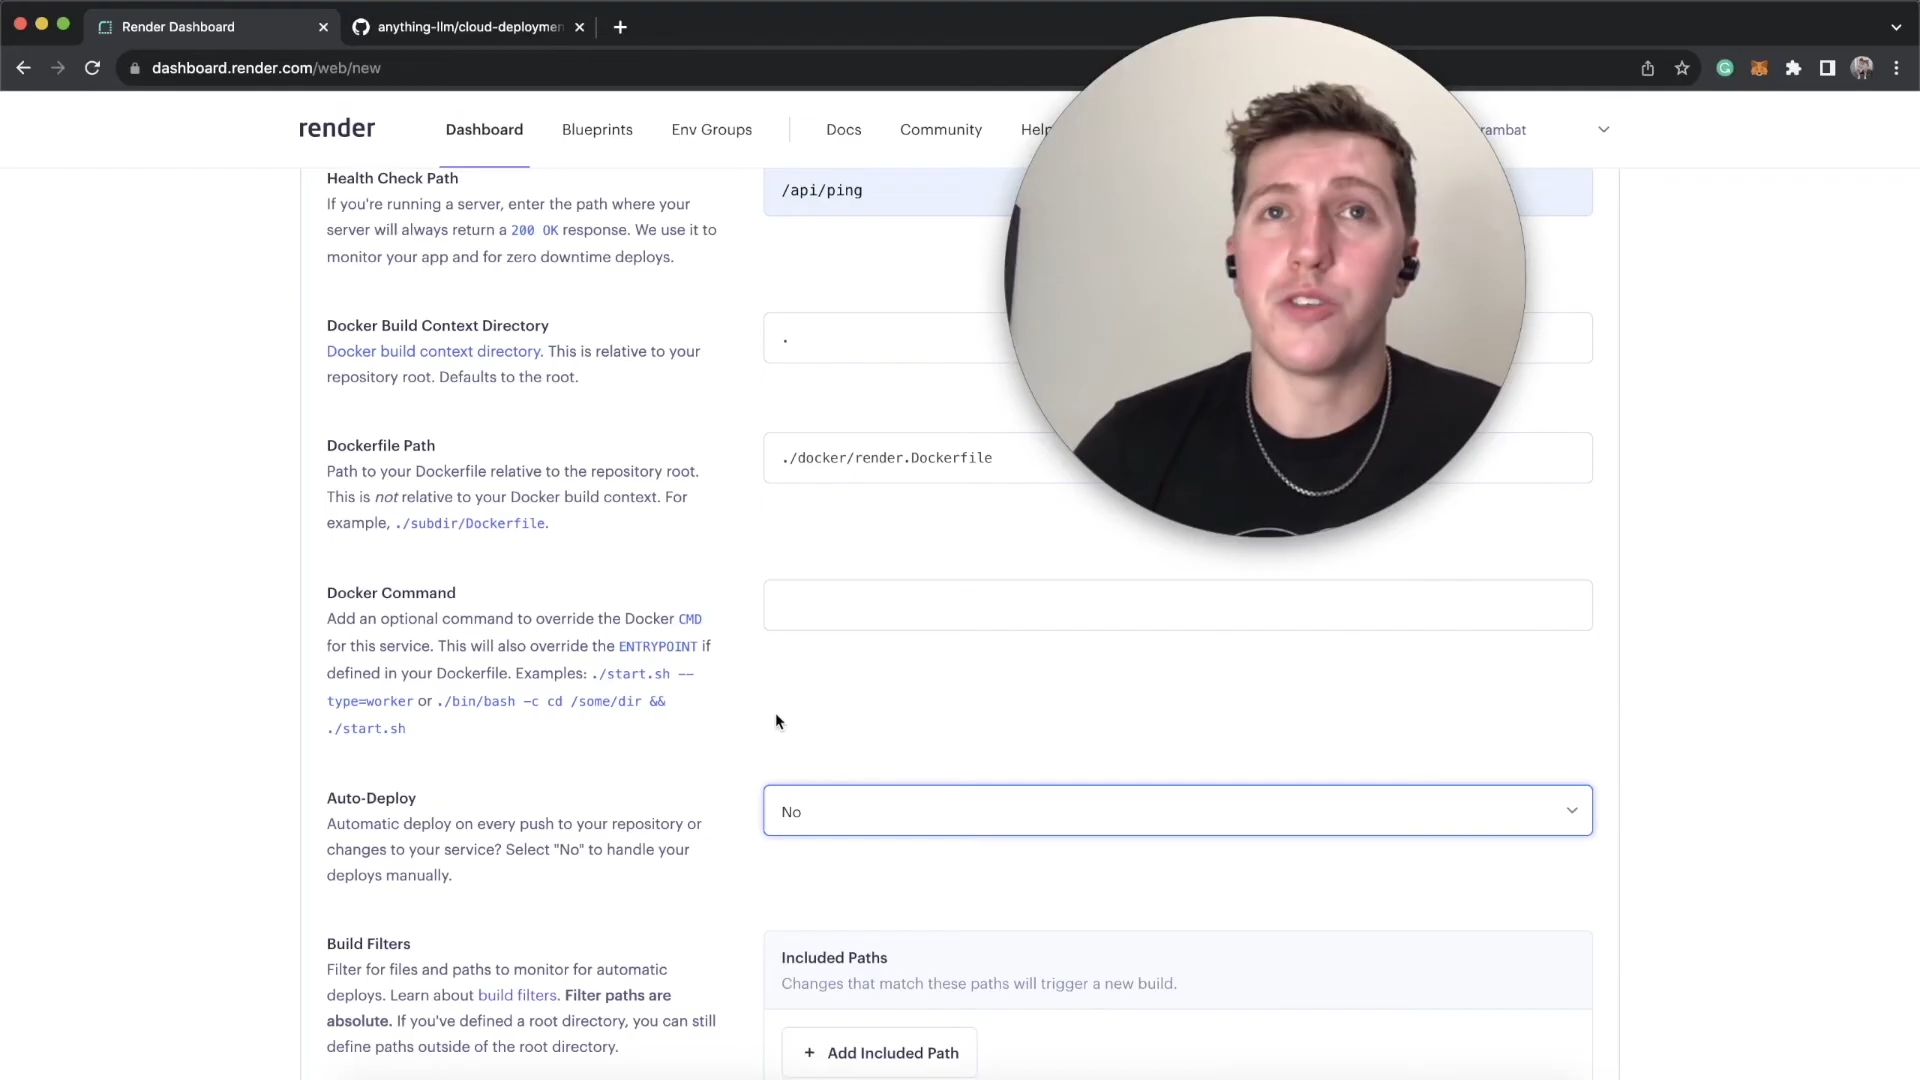 Render Dashboard
anything-llm/cloud-deploymen
dashboard.render.com/web/new
render
Dashboard
Blueprints
Env Groups
Docs
Community
Help
rambat
Health Check Path
If you're running a server, enter the path where your
server will always return a 200 OK response. We use it to
monitor your app and for zero downtime deploys.
/api/ping
Docker Build Context Directory
Docker build context directory. This is relative to your
repository root. Defaults to the root.
.
Dockerfile Path
Path to your Dockerfile relative to the repository root.
This is not relative to your Docker build context. For
example, ./subdir/Dockerfile.
./docker/render.Dockerfile
Docker Command
Add an optional command to override the Docker CMD
for this service. This will also override the ENTRYPOINT if
defined in your Dockerfile. Examples: ./start.sh --
type=worker or ./bin/bash -c cd /some/dir &&
./start.sh
Auto-Deploy
Automatic deploy on every push to your repository or
changes to your service? Select "No" to handle your
deploys manually.
No
Build Filters
Filter for files and paths to monitor for automatic
deploys. Learn about build filters. Filter paths are
absolute. If you've defined a root directory, you can still
define paths outside of the root directory.
Included Paths
Changes that match these paths will trigger a new build.
+ Add Included Path